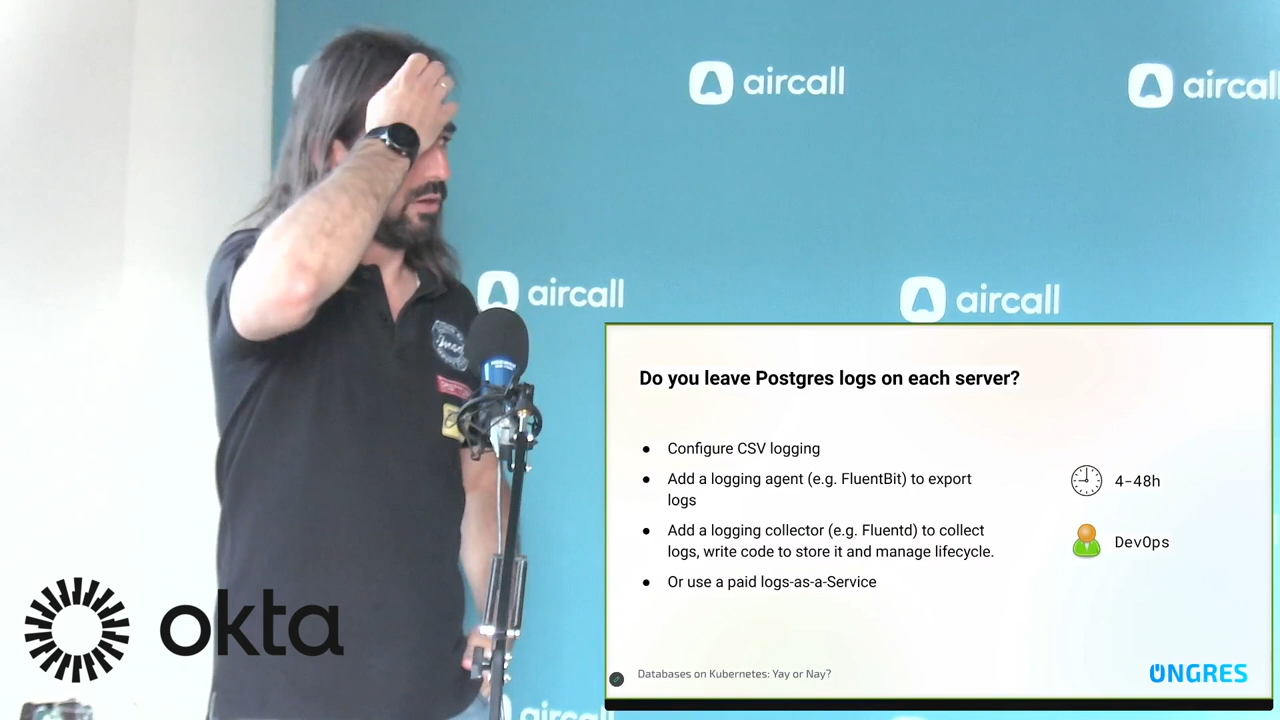 aircall
aircall
aircall
aircall
Do you leave Postgres logs on each server?
● Configure CSV logging
● Add a logging agent (e.g. FluentBit) to export
logs
● Add a logging collector (e.g. Fluentd) to collect
logs, write code to store it and manage lifecycle.
● Or use a paid logs-as-a-Service
4-48h
DevOps
okta
Databases on Kubernetes: Yay or Nay?
ONGRES
aircall